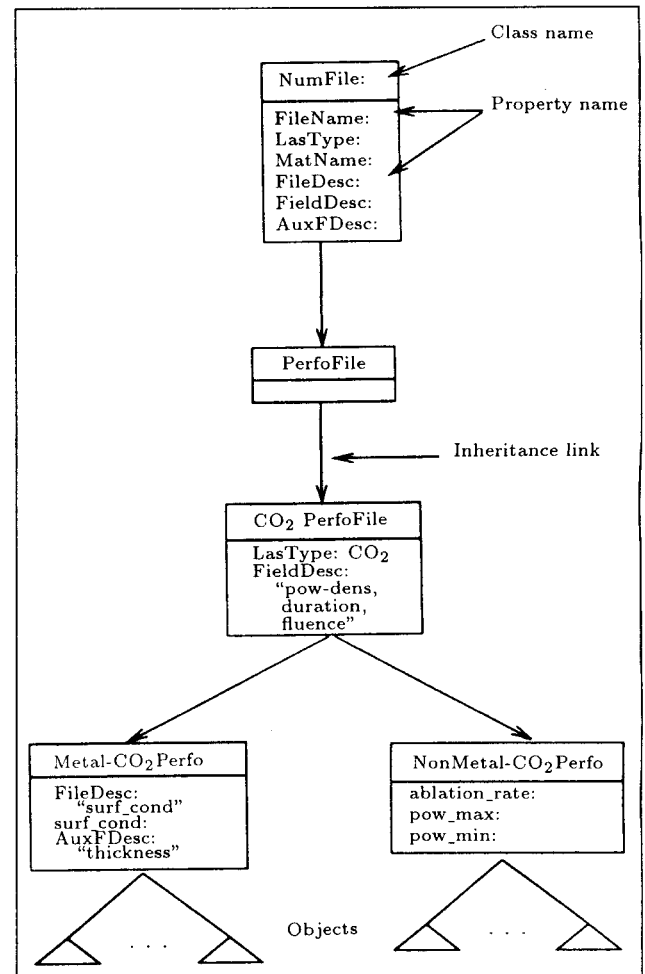 Class name
NumFile:
Property name
FileName:
LasType:
MatName:
FileDesc:
FieldDesc:
AuxFDesc:
PerfoFile
Inheritance link
CO₂ PerfoFile
LasType: CO₂
FieldDesc:
“pow-dens,
duration,
fluence”
Metal-CO₂Perfo
FileDesc:
“surf_cond”
surf_cond:
AuxFDesc:
“thickness”
NonMetal-CO₂Perfo
ablation_rate:
pow_max:
pow_min:
. . .
Objects
. . .